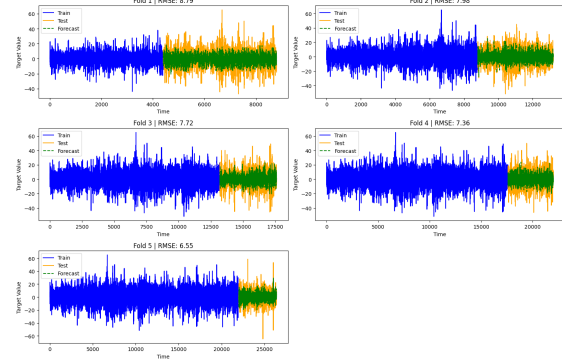 Fold 1 | RMSE: 8.79
Train
Test
Forecast
Target Value
60
40
20
0
−20
−40
0
2000
4000
6000
8000
Time
Fold 2 | RMSE: 7.98
Train
Test
Forecast
Target Value
60
40
20
0
−20
−40
0
2000
4000
6000
8000
10000
12000
Time
Fold 3 | RMSE: 7.72
Train
Test
Forecast
Target Value
60
40
20
0
−20
−40
0
2500
5000
7500
10000
12500
15000
17500
Time
Fold 4 | RMSE: 7.36
Train
Test
Forecast
Target Value
60
40
20
0
−20
−40
0
5000
10000
15000
20000
Time
Fold 5 | RMSE: 6.55
Train
Test
Forecast
Target Value
60
40
20
0
−20
−40
−60
0
5000
10000
15000
20000
25000
Time